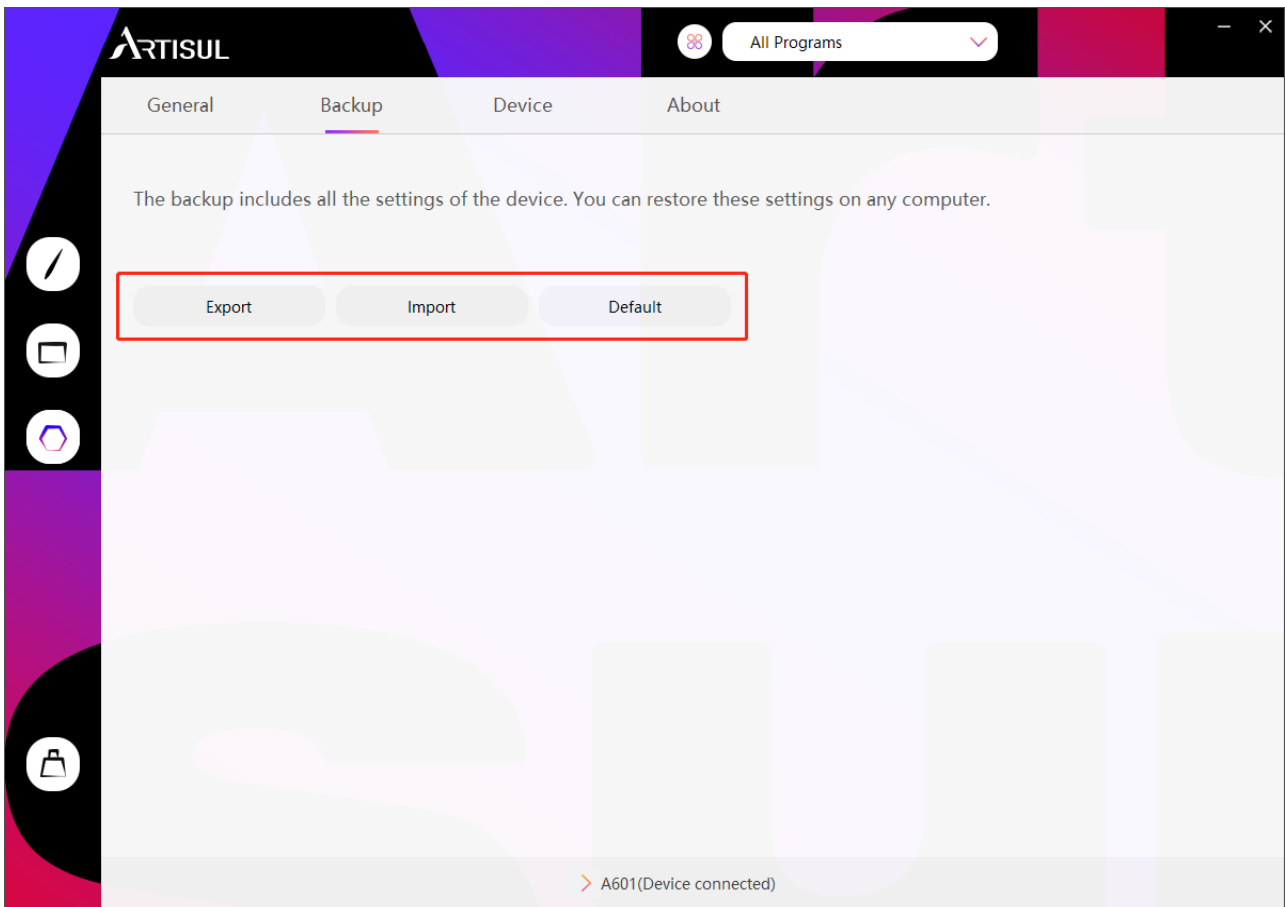 ARTISUL
All Programs
General Backup Device About
The backup includes all the settings of the device. You can restore these settings on any computer.
Export Import Default
A601(Device connected)